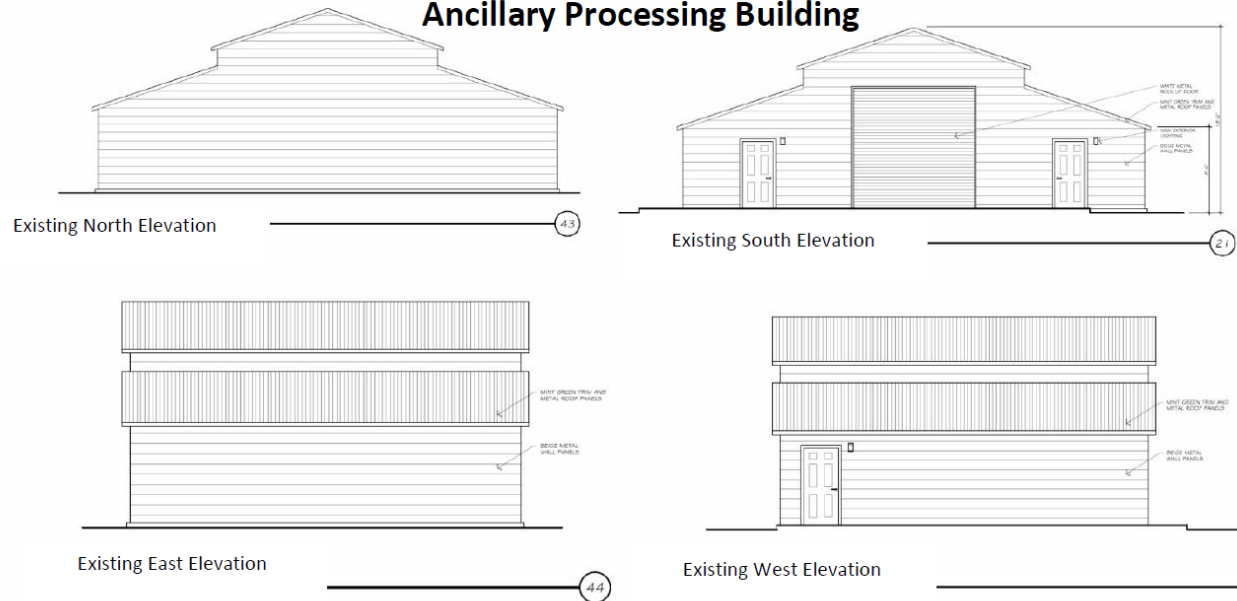 Ancillary Processing Building
WHITE METAL
ROLL UP DOOR
MINT GREEN TRIM AND
METAL ROOF PANELS
NEW EXTERIOR
LIGHTING
BEIGE METAL
WALL PANELS
Existing North Elevation
43
Existing South Elevation
21
MINT GREEN TRIM AND
METAL ROOF PANELS
BEIGE METAL
WALL PANELS
MINT GREEN TRIM AND
METAL ROOF PANELS
BEIGE METAL
WALL PANELS
Existing East Elevation
44
Existing West Elevation